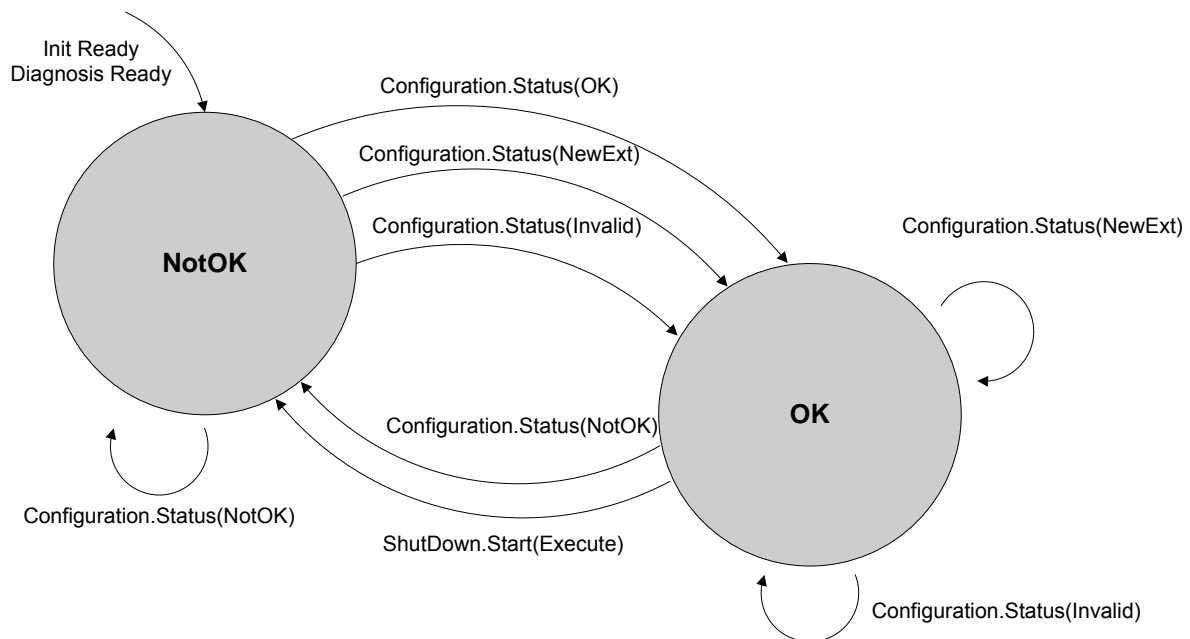 Init Ready
Diagnosis Ready
Configuration.Status(OK)
Configuration.Status(NewExt)
Configuration.Status(Invalid)
Configuration.Status(NewExt)
NotOK
OK
Configuration.Status(NotOK)
Configuration.Status(NotOK)
ShutDown.Start(Execute)
Configuration.Status(Invalid)